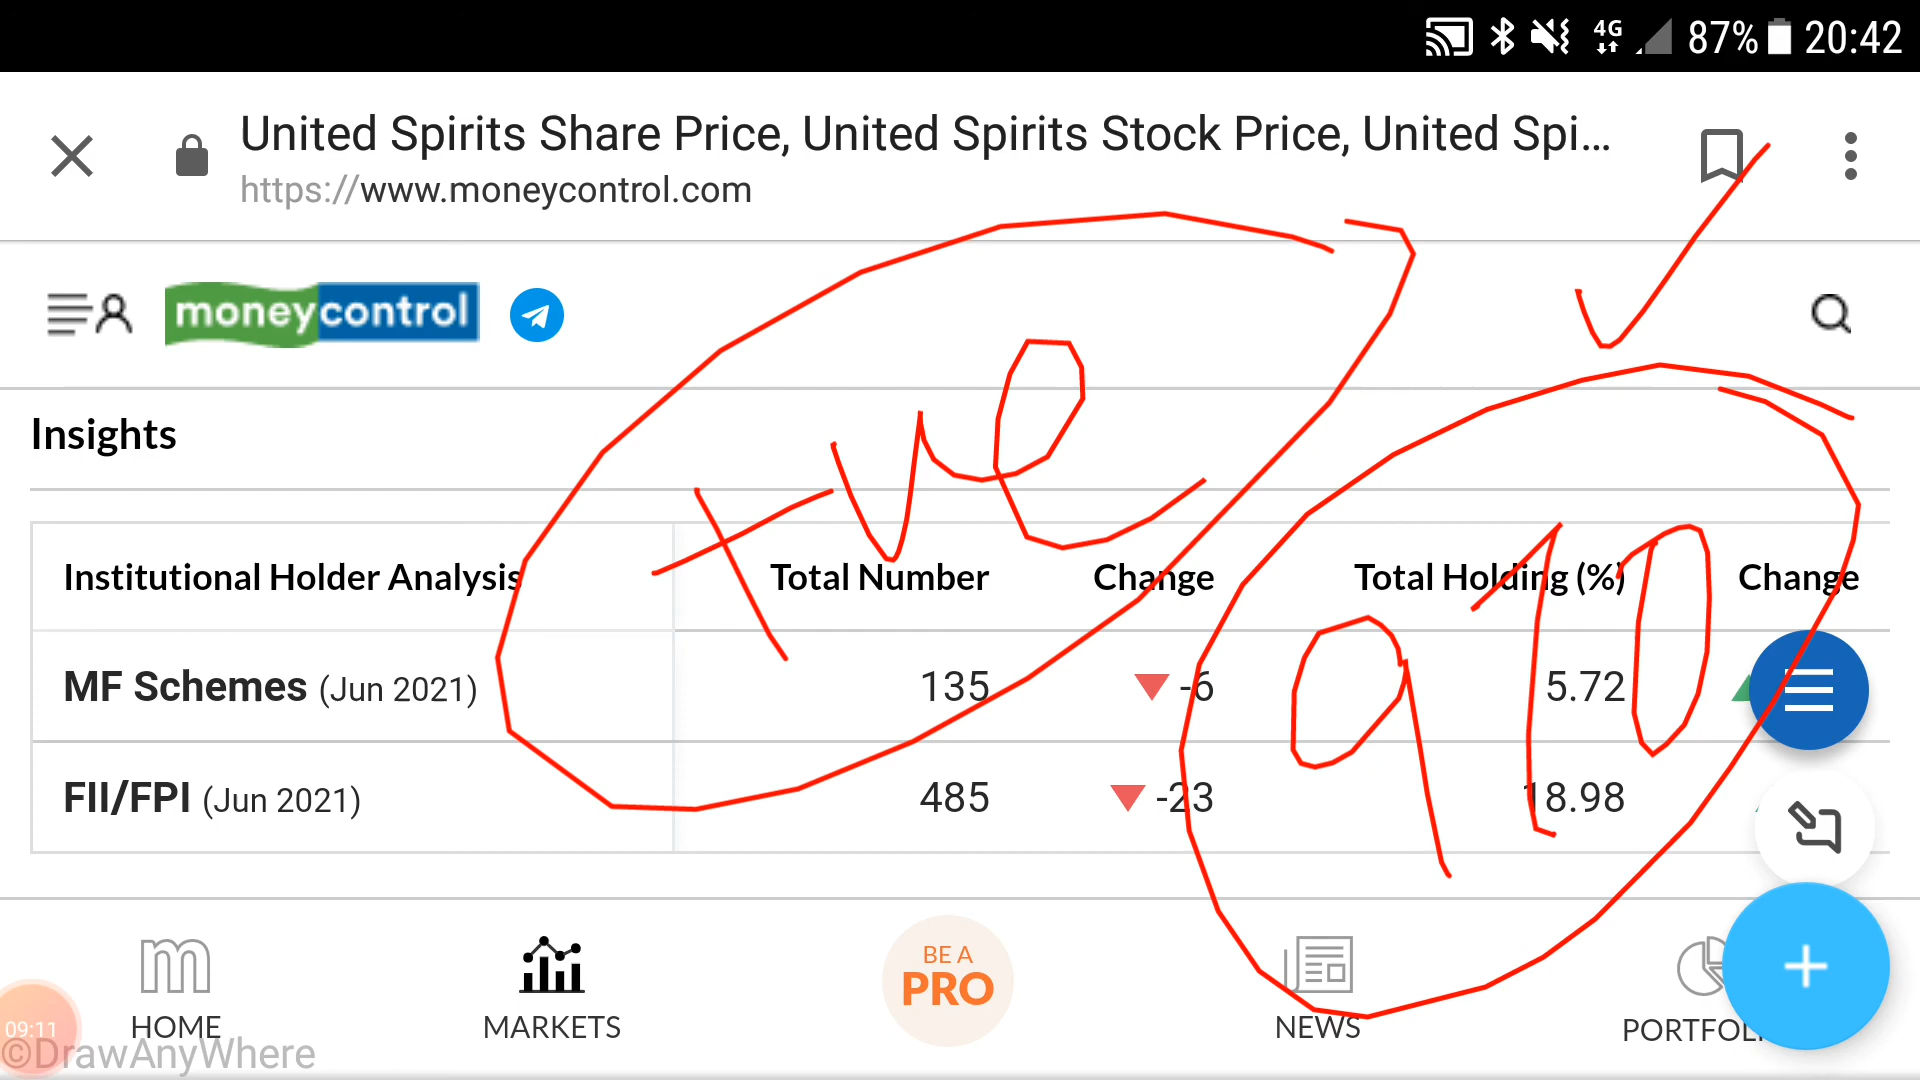 4G 87% 20:42
United Spirits Share Price, United Spirits Stock Price, United Spi...
https://www.moneycontrol.com
moneycontrol
Insights
+ve
910
Institutional Holder Analysis Total Number Change Total Holding (%) Change
MF Schemes (Jun 2021) 135 -6 5.72
FII/FPI (Jun 2021) 485 -23 18.98
BE A
PRO
HOME MARKETS NEWS PORTFOLI
09:11
©DrawAnyWhere